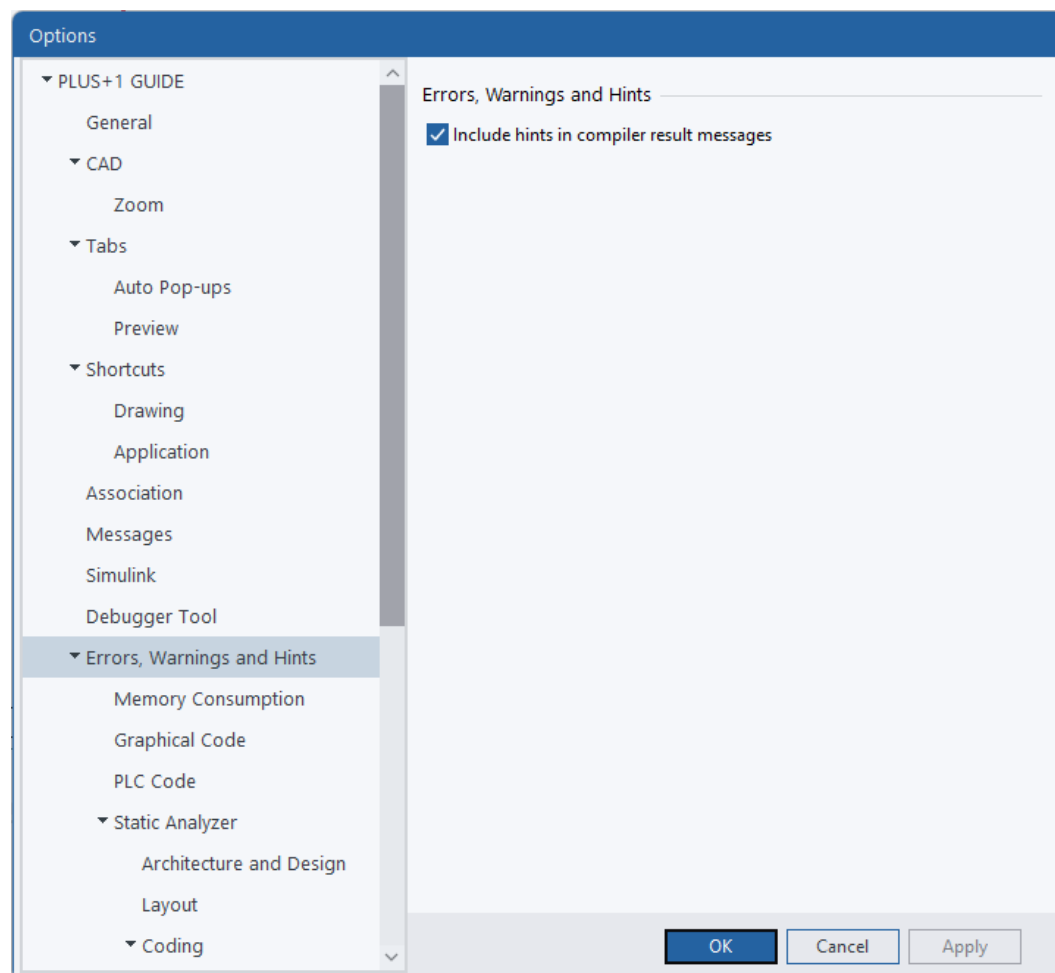 Options
PLUS+1 GUIDE
General
CAD
Zoom
Tabs
Auto Pop-ups
Preview
Shortcuts
Drawing
Application
Association
Messages
Simulink
Debugger Tool
Errors, Warnings and Hints
Memory Consumption
Graphical Code
PLC Code
Static Analyzer
Architecture and Design
Layout
Coding
Errors, Warnings and Hints
Include hints in compiler result messages
OK Cancel Apply